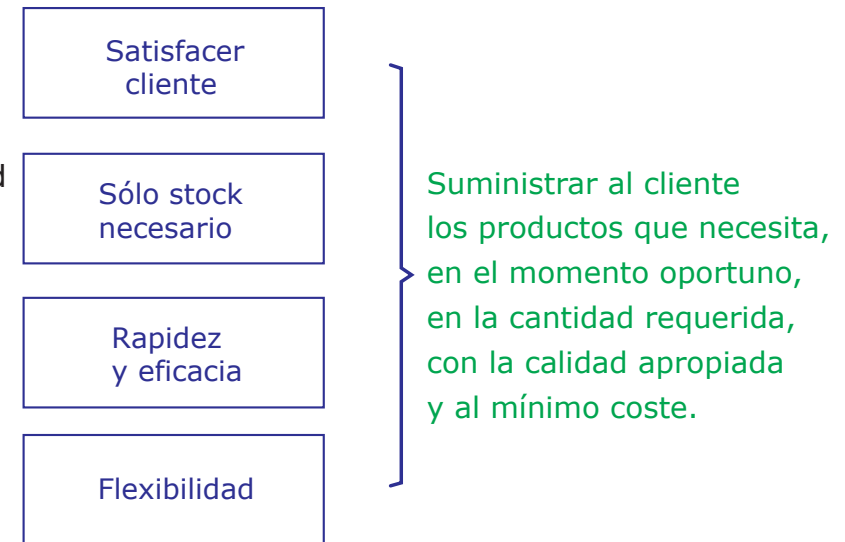 Satisfacer
cliente
Sólo stock
necesario
Rapidez
y eficacia
Flexibilidad
Suministrar al cliente
los productos que necesita,
en el momento oportuno,
en la cantidad requerida,
con la calidad apropiada
y al mínimo coste.